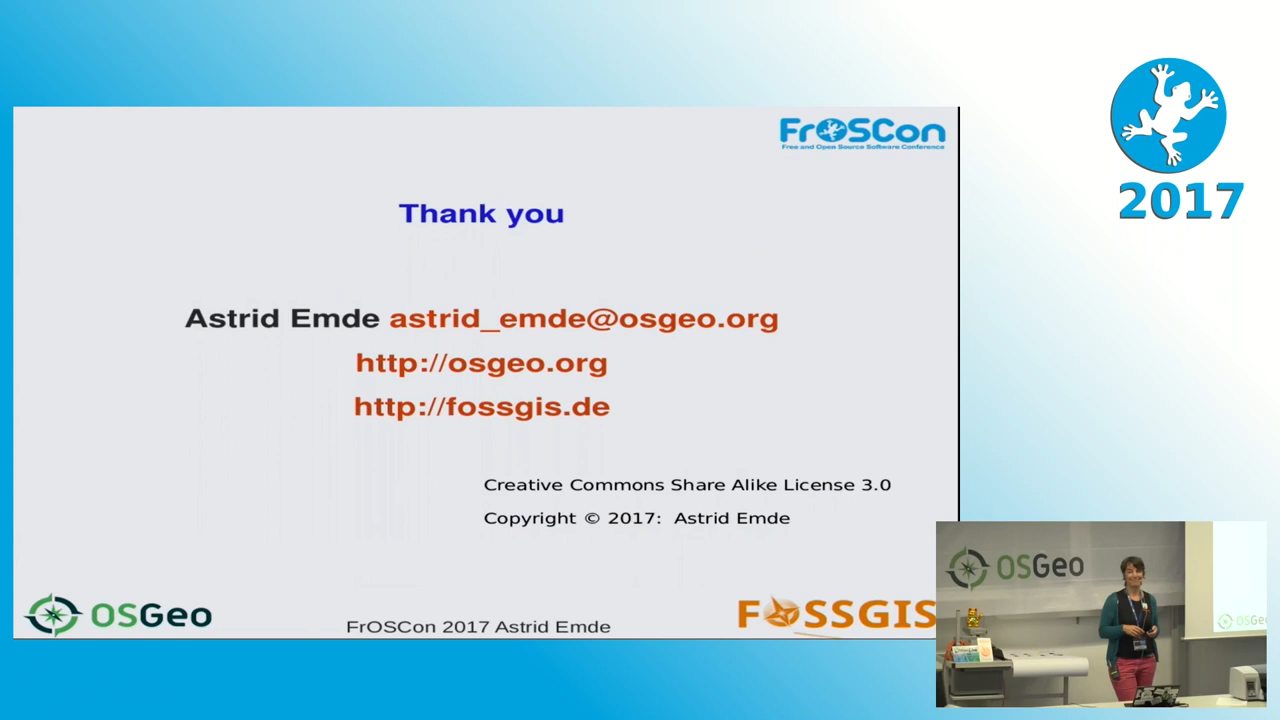 FrOSCon
Free and Open Source Software Conference
2017
Thank you
Astrid Emde astrid_emde@osgeo.org
http://osgeo.org
http://fossgis.de
Creative Commons Share Alike License 3.0
Copyright © 2017: Astrid Emde
OSGeo
FrOSCon 2017 Astrid Emde
FOSSGIS
OSGeo
OSGeo